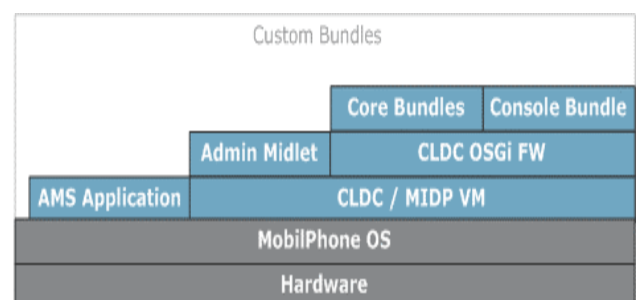 Custom Bundles
Core Bundles Console Bundle
Admin Midlet CLDC OSGi FW
AMS Application CLDC / MIDP VM
MobilPhone OS
Hardware